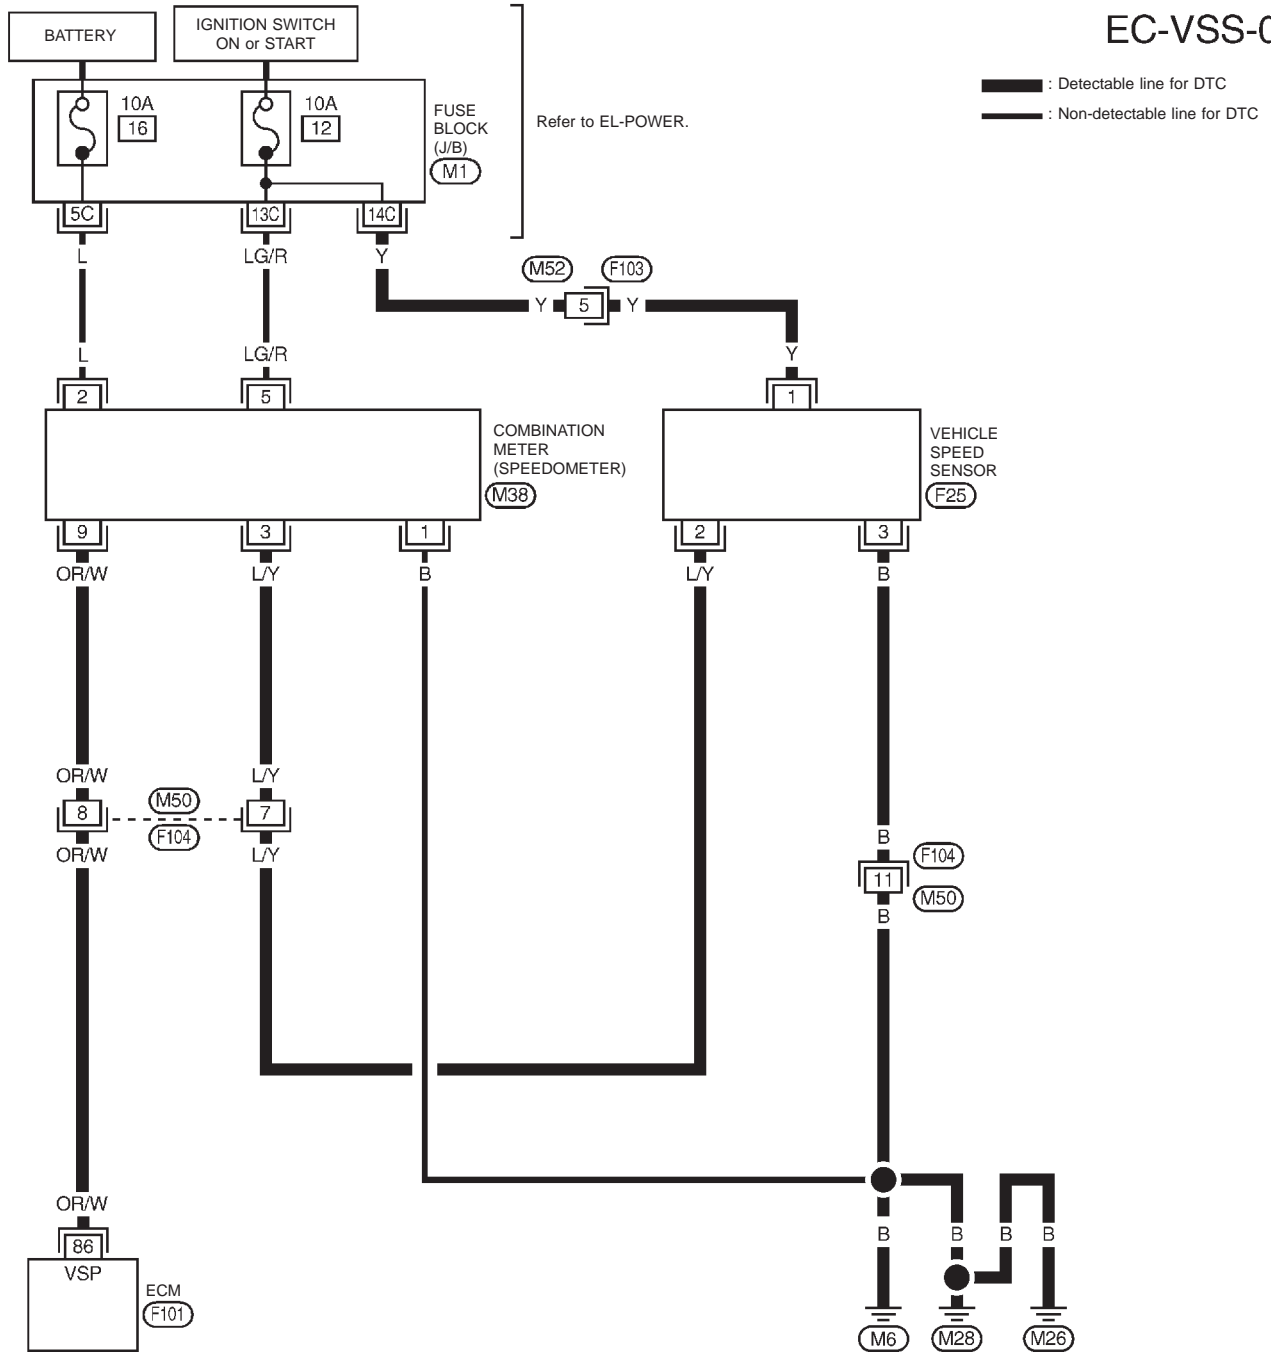 EC-VSS-0
BATTERY
IGNITION SWITCH
ON or START
: Detectable line for DTC
: Non-detectable line for DTC
10A
16
10A
12
FUSE
BLOCK
(J/B)
M1
Refer to EL-POWER.
5C
13C
14C
L
LG/R
Y
M52
F103
Y
5
Y
L
LG/R
Y
2
5
1
COMBINATION
METER
(SPEEDOMETER)
M38
VEHICLE
SPEED
SENSOR
F25
9
3
1
2
3
OR/W
L/Y
B
L/Y
B
OR/W
L/Y
8
M50
F104
7
OR/W
L/Y
B
11
F104
M50
B
OR/W
86
VSP
ECM
F101
B
B
B
B
M6
M28
M26